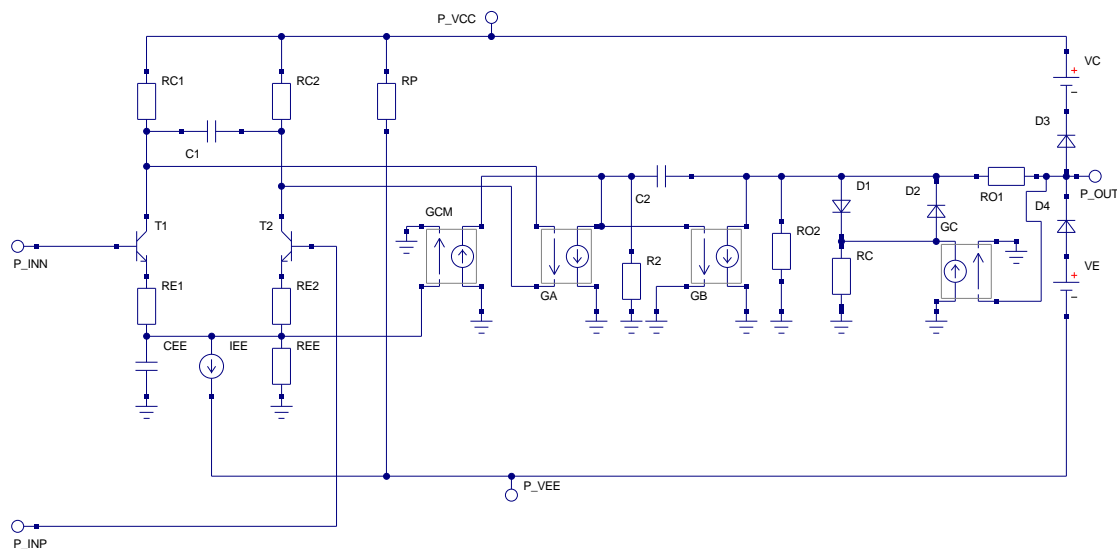 P_VCC
VC
RC1
RC2
RP
D3
C1
P_OUT
D1
D2
RO1
D4
C2
GCM
T1
T2
RO2
GC
P_INN
R2
RC
VE
RE1
RE2
GA
GB
CEE
IEE
REE
P_VEE
P_INP